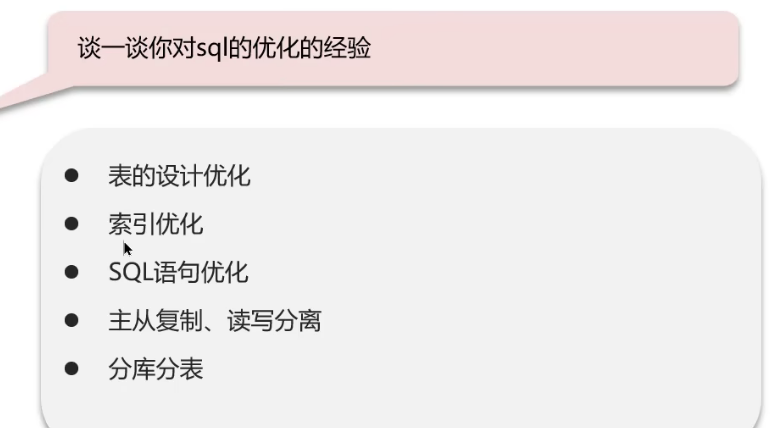 谈一谈你对sql的优化的经验
表的设计优化
索引优化
SQL语句优化
主从复制、读写分离
分库分表